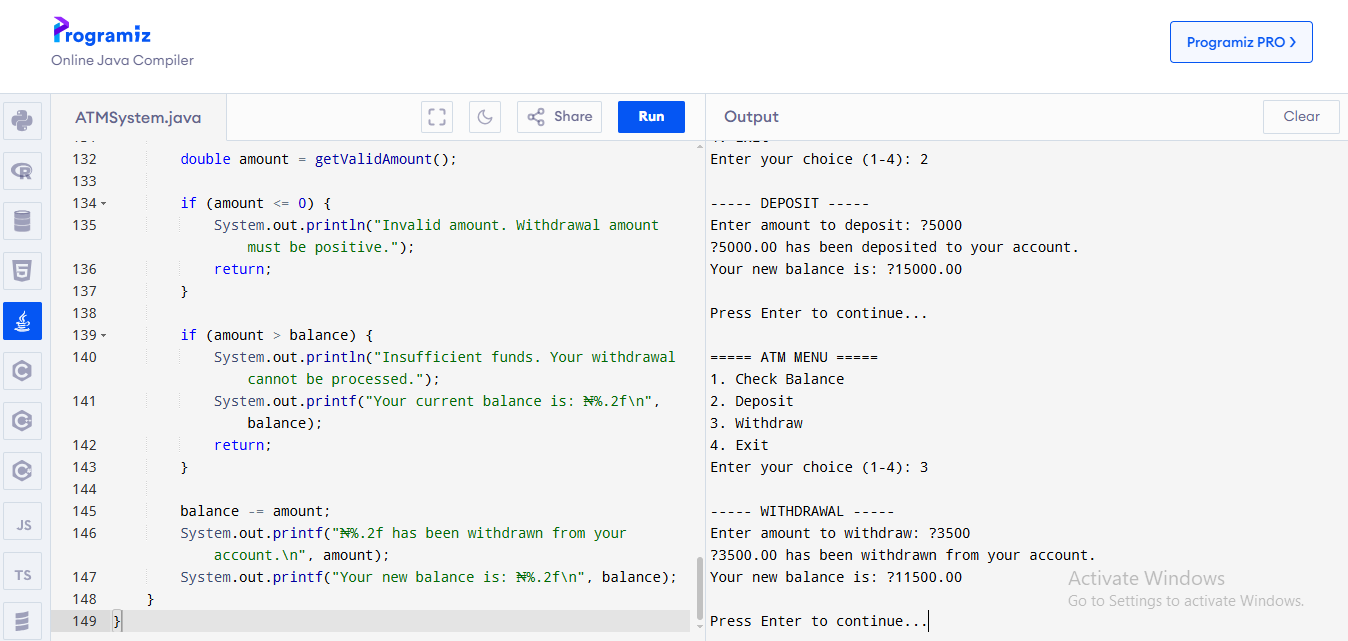 Programiz
Online Java Compiler
Programiz PRO ›
ATMSystem.java
Share
Run
Output
Clear
132 double amount = getValidAmount();
133
134 if (amount <= 0) {
135 System.out.println("Invalid amount. Withdrawal amount
must be positive.");
136 return;
137 }
138
139 if (amount > balance) {
140 System.out.println("Insufficient funds. Your withdrawal
cannot be processed.");
141 System.out.printf("Your current balance is: ₦%.2f\n",
balance);
142 return;
143 }
144
145 balance -= amount;
146 System.out.printf("₦%.2f has been withdrawn from your
account.\n", amount);
147 System.out.printf("Your new balance is: ₦%.2f\n", balance);
148 }
149 }
JS
TS
4. Exit
Enter your choice (1-4): 2
----- DEPOSIT -----
Enter amount to deposit: ?5000
?5000.00 has been deposited to your account.
Your new balance is: ?15000.00
Press Enter to continue...
===== ATM MENU =====
1. Check Balance
2. Deposit
3. Withdraw
4. Exit
Enter your choice (1-4): 3
----- WITHDRAWAL -----
Enter amount to withdraw: ?3500
?3500.00 has been withdrawn from your account.
Your new balance is: ?11500.00
Press Enter to continue...
Activate Windows
Go to Settings to activate Windows.